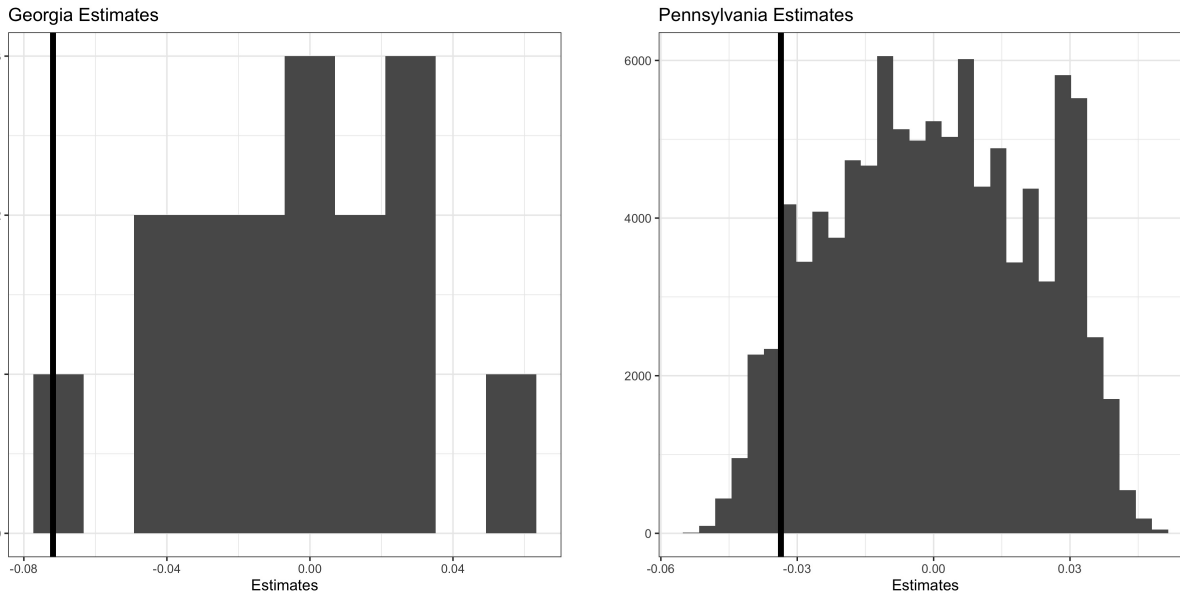 Georgia Estimates
-0.08 -0.04 0.00 0.04
Estimates
Pennsylvania Estimates
6000
4000
2000
0
-0.06 -0.03 0.00 0.03
Estimates